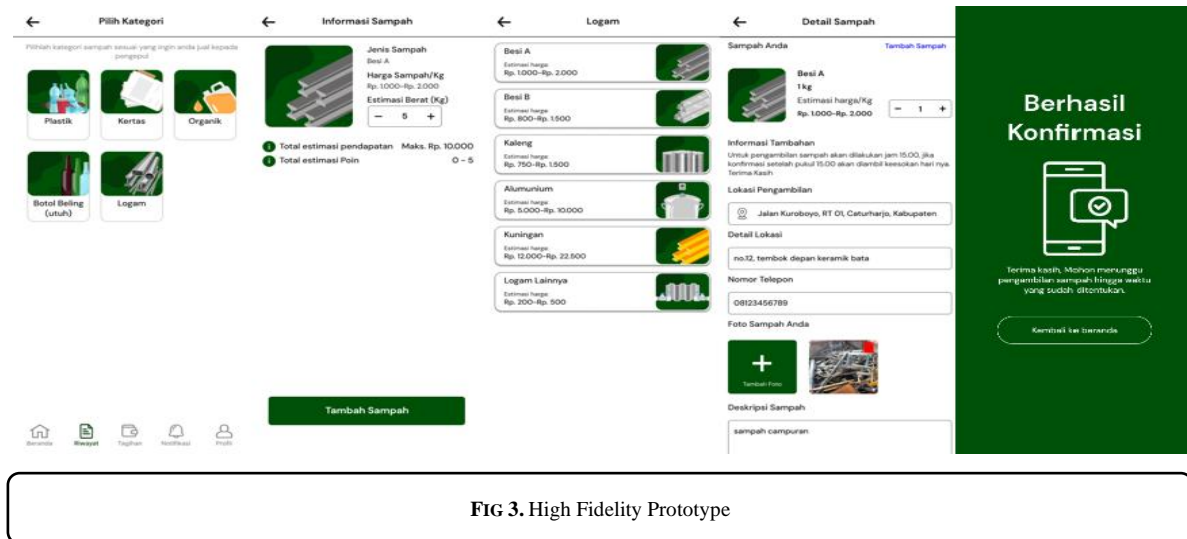 Pilih Kategori
Pilihlah kategori sampah sesuai yang ingin anda jual kepada
pengepul
Plastik
Kertas
Organik
Botol Beling
(utuh)
Logam
Beranda
Riwayat
Tagihan
Notifikasi
Profil
Informasi Sampah
Jenis Sampah
Besi A
Harga Sampah/Kg
Rp. 1.000-Rp. 2.000
Estimasi Berat (Kg)
- 5 +
Total estimasi pendapatan Maks. Rp. 10.000
Total estimasi Poin 0 - 5
Tambah Sampah
Logam
Besi A
Estimasi harga:
Rp. 1.000-Rp. 2.000
Besi B
Estimasi harga:
Rp. 800-Rp. 1.500
Kaleng
Estimasi harga:
Rp. 750-Rp. 1.500
Alumunium
Estimasi harga:
Rp. 5.000-Rp. 10.000
Kuningan
Estimasi harga:
Rp. 12.000-Rp. 22.500
Logam Lainnya
Estimasi harga:
Rp. 200-Rp. 500
Detail Sampah
Sampah Anda Tambah Sampah
Besi A
1 kg
Estimasi harga/Kg
Rp. 1.000-Rp. 2.000
- 1 +
Informasi Tambahan
Untuk pengambilan sampah akan dilakukan jam 15.00, jika
konfirmasi setelah pukul 15.00 akan diambil keesokan hari nya.
Terima Kasih
Lokasi Pengambilan
Jalan Kuroboyo, RT 01, Caturharjo, Kabupaten
Detail Lokasi
no.12, tembok depan keramik bata
Nomor Telepon
08123456789
Foto Sampah Anda
Tambah Foto
Deskripsi Sampah
sampah campuran
Berhasil
Konfirmasi
Terima kasih, Mohon menunggu
pengambilan sampah hingga waktu
yang sudah ditentukan.
Kembali ke beranda
FIG 3. High Fidelity Prototype